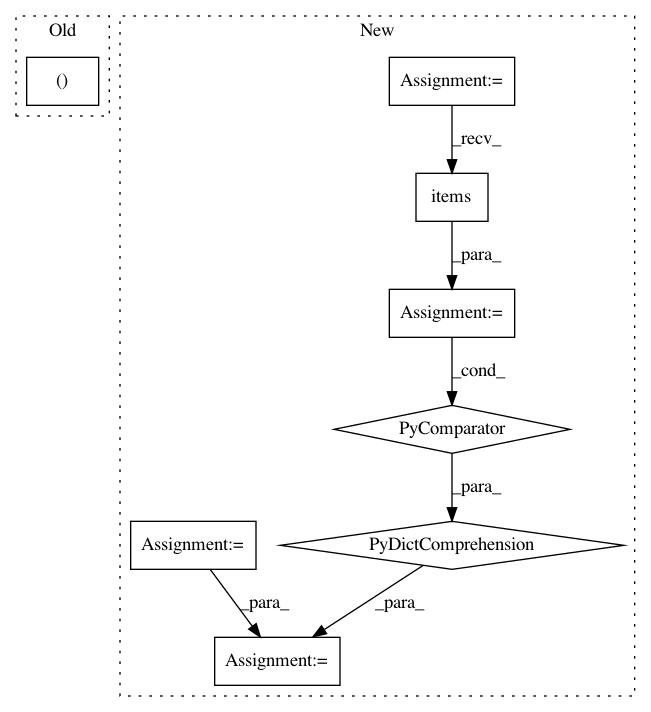 Old
New
()
Assignment:=
_recv_
items
_para_
Assignment:=
_cond_
PyComparator
_para_
Assignment:=
PyDictComprehension
_para_
_para_
Assignment:=